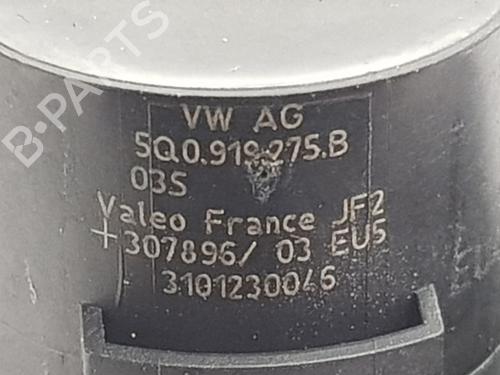 B-PARTS
VW AG
5Q0.919.275.B
03S
Valeo France JF2
+307896/ 03 EU5
3101230046